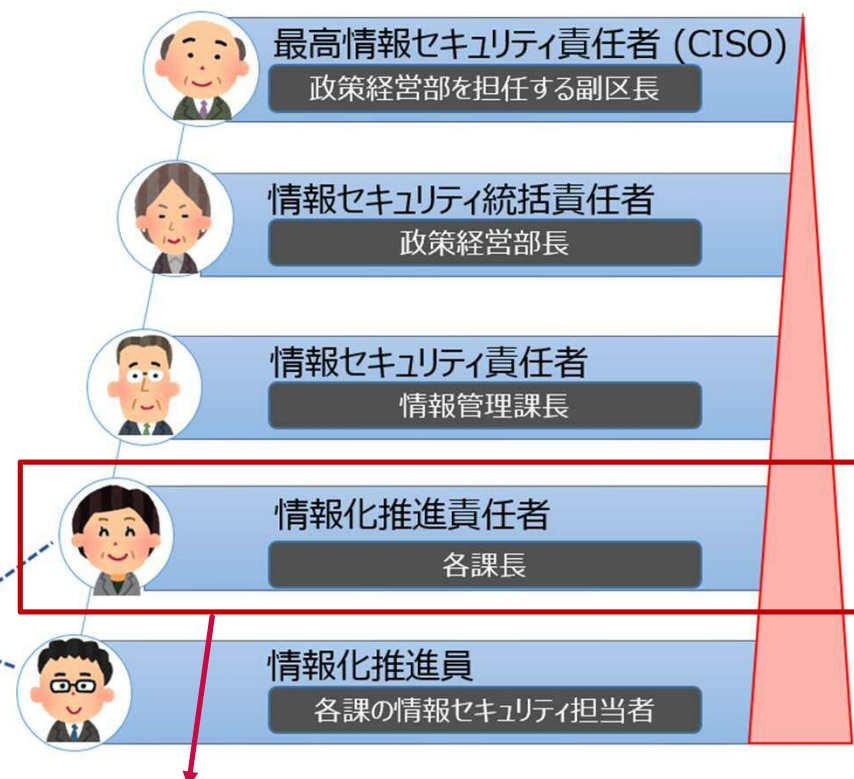 最高情報セキュリティ責任者 (CISO)
政策経営部を担任する副区長
情報セキュリティ統括責任者
政策経営部長
情報セキュリティ責任者
情報管理課長
情報化推進責任者
各課長
情報化推進員
各課の情報セキュリティ担当者